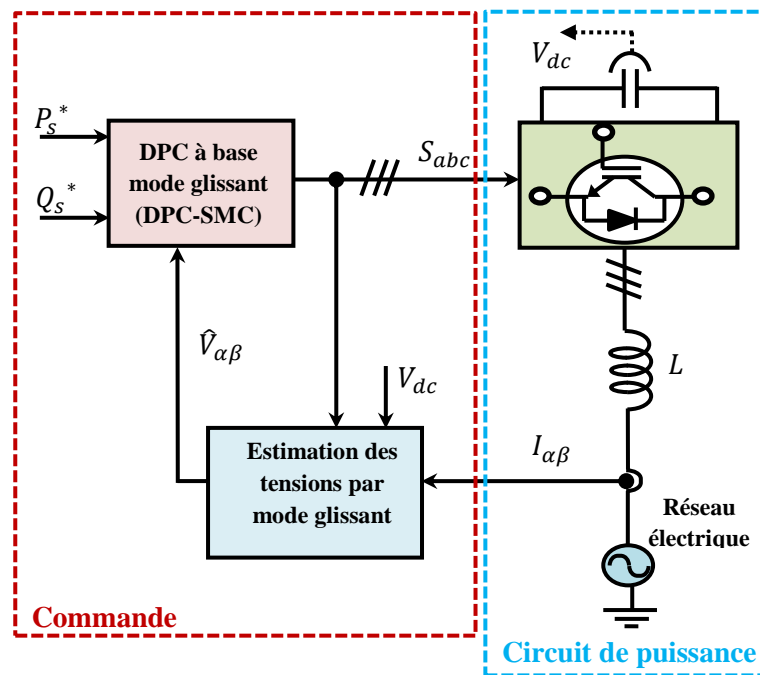 V_dc
P_s*
DPC à base
mode glissant
(DPC-SMC)
S_abc
Q_s*
V̂_αβ
V_dc
L
Estimation des
tensions par
mode glissant
I_αβ
Réseau
électrique
Commande
Circuit de puissance